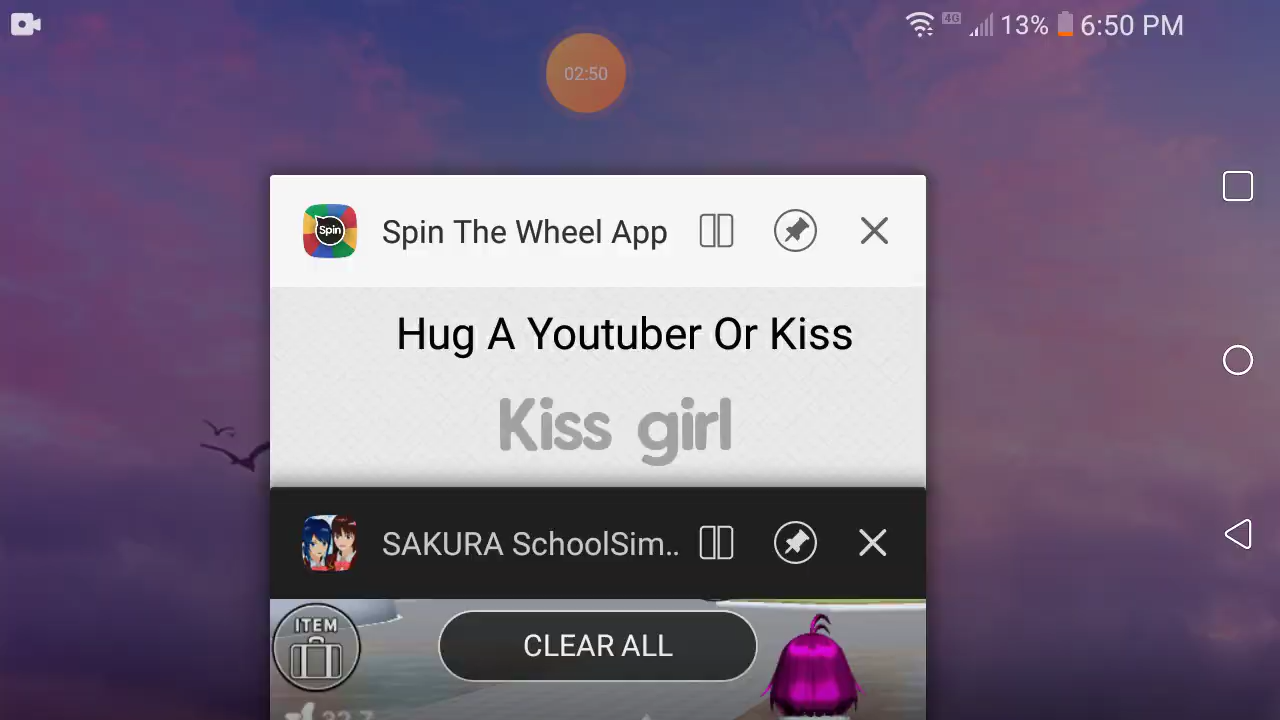 4G 13% 6:50 PM
02:50
Spin
Spin The Wheel App
Hug A Youtuber Or Kiss
Kiss girl
SAKURA SchoolSim..
ITEM
CLEAR ALL